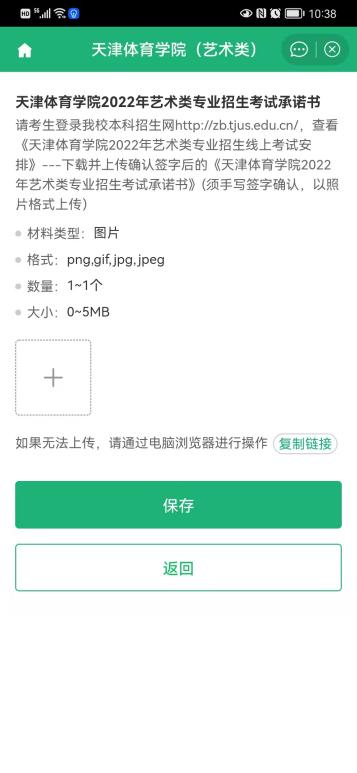 HD 5G 10:38
天津体育学院（艺术类）
天津体育学院2022年艺术类专业招生考试承诺书
请考生登录我校本科招生网http://zb.tjus.edu.cn/，查看
《天津体育学院2022年艺术类专业招生线上考试安
排》---下载并上传确认签字后的《天津体育学院2022
年艺术类专业招生考试承诺书》(须手写签字确认，以照
片格式上传)
材料类型：图片
格式：png,gif,jpg,jpeg
数量：1~1个
大小：0~5MB
如果无法上传，请通过电脑浏览器进行操作 复制链接
保存
返回